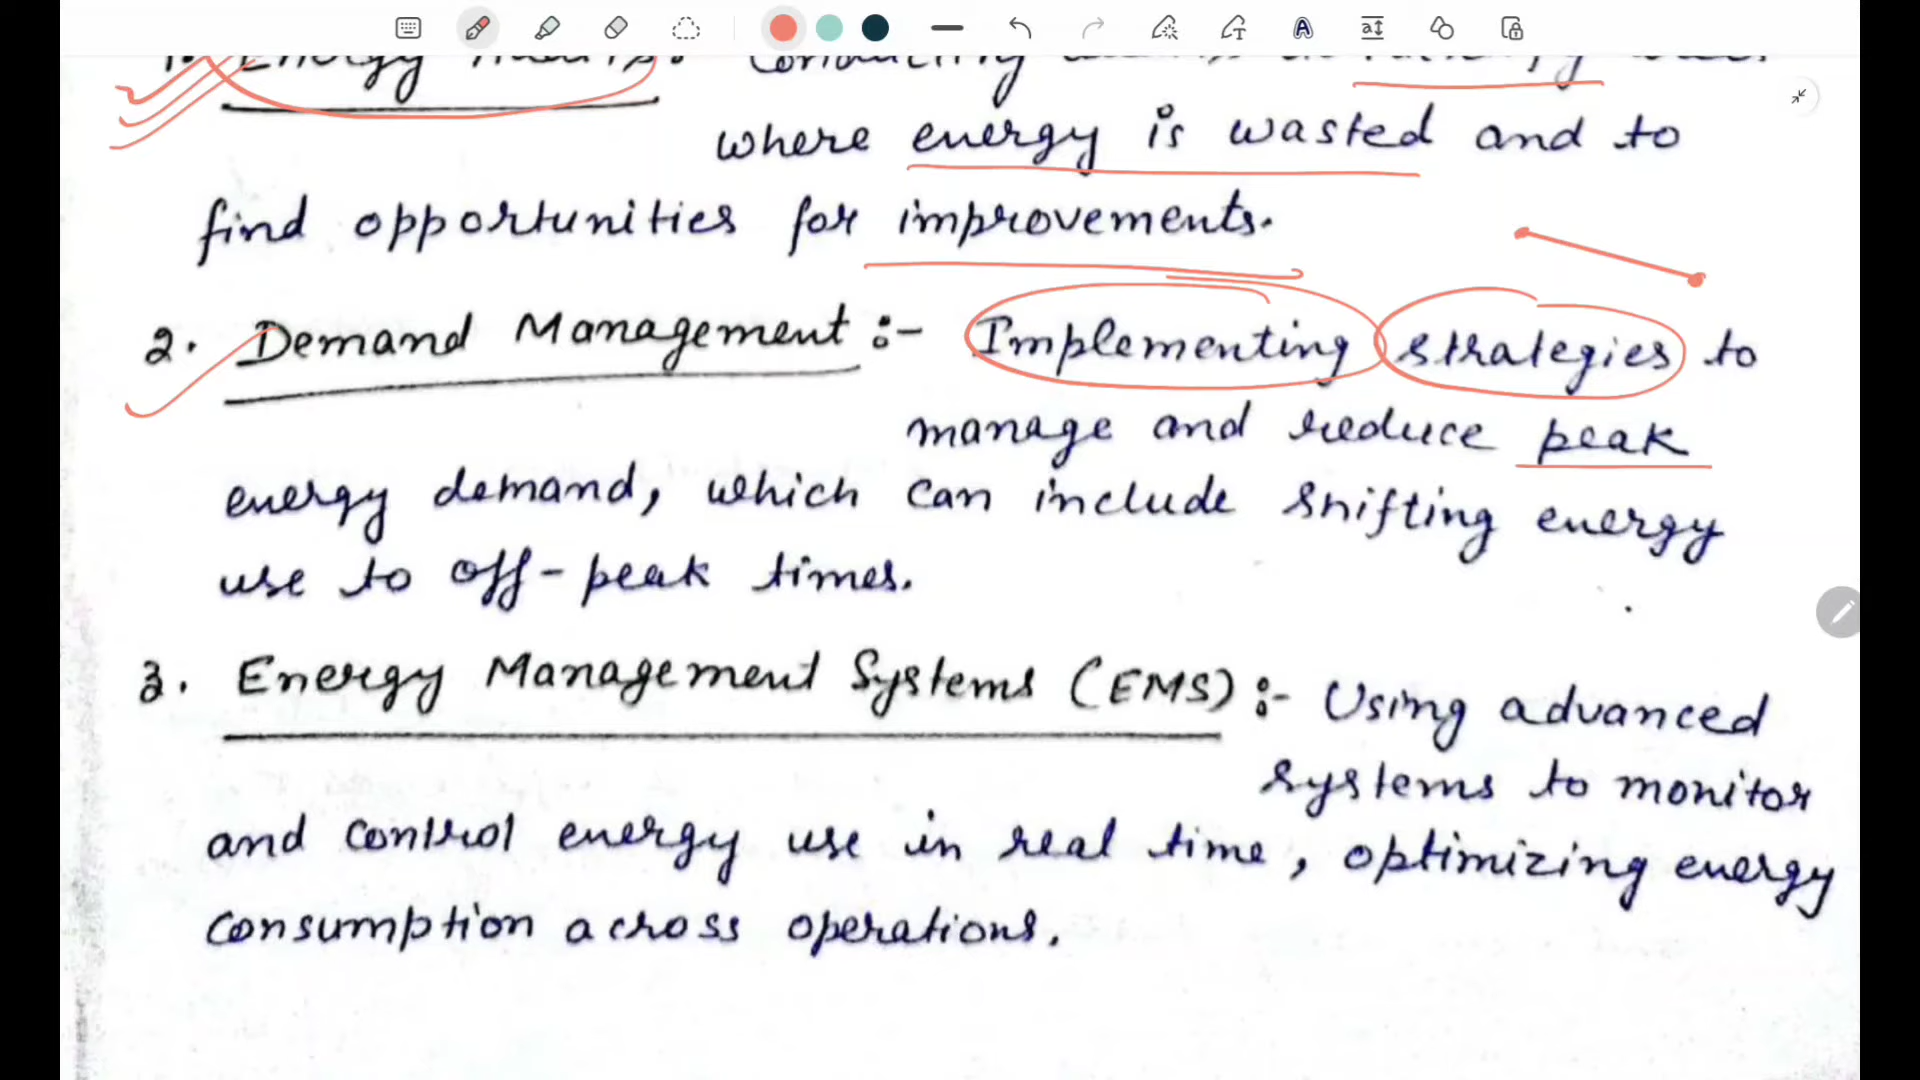 1. Energy
where energy is wasted and to
find opportunities for improvements.
2. Demand Management :- Implementing strategies to
manage and reduce peak
energy demand, which can include shifting energy
use to off-peak times.
3. Energy Management Systems (EMS) :- Using advanced
systems to monitor
and control energy use in real time, optimizing energy
consumption across operations.